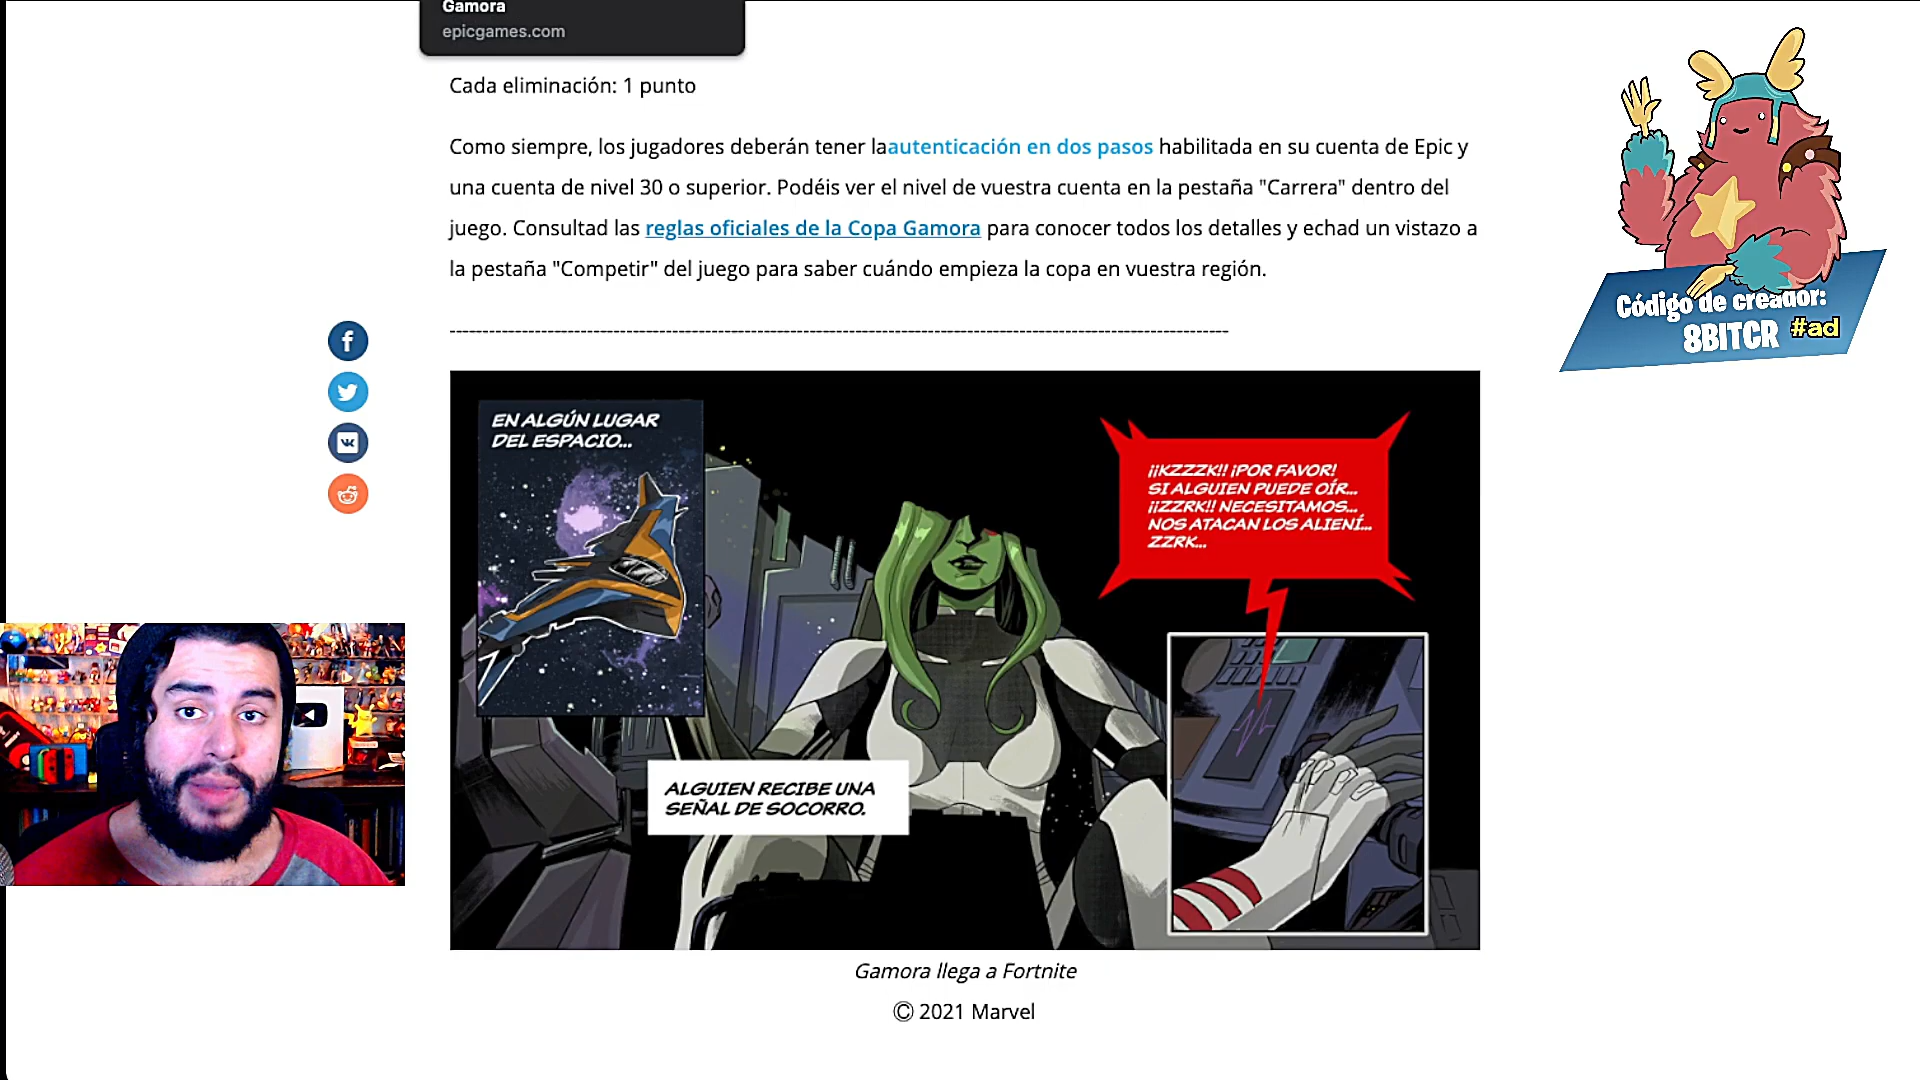 Gamora
epicgames.com
Cada eliminación: 1 punto
Como siempre, los jugadores deberán tener laautenticación en dos pasos habilitada en su cuenta de Epic y
una cuenta de nivel 30 o superior. Podéis ver el nivel de vuestra cuenta en la pestaña "Carrera" dentro del
juego. Consultad las reglas oficiales de la Copa Gamora para conocer todos los detalles y echad un vistazo a
la pestaña "Competir" del juego para saber cuándo empieza la copa en vuestra región.
Código de creador:
8BITCR #ad
EN ALGÚN LUGAR
DEL ESPACIO...
¡¡KZZZK!! ¡POR FAVOR!
SI ALGUIEN PUEDE OÍR...
¡¡ZZRK!! NECESITAMOS...
NOS ATACAN LOS ALIENÍ...
ZZRK...
ALGUIEN RECIBE UNA
SEÑAL DE SOCORRO.
Gamora llega a Fortnite
© 2021 Marvel